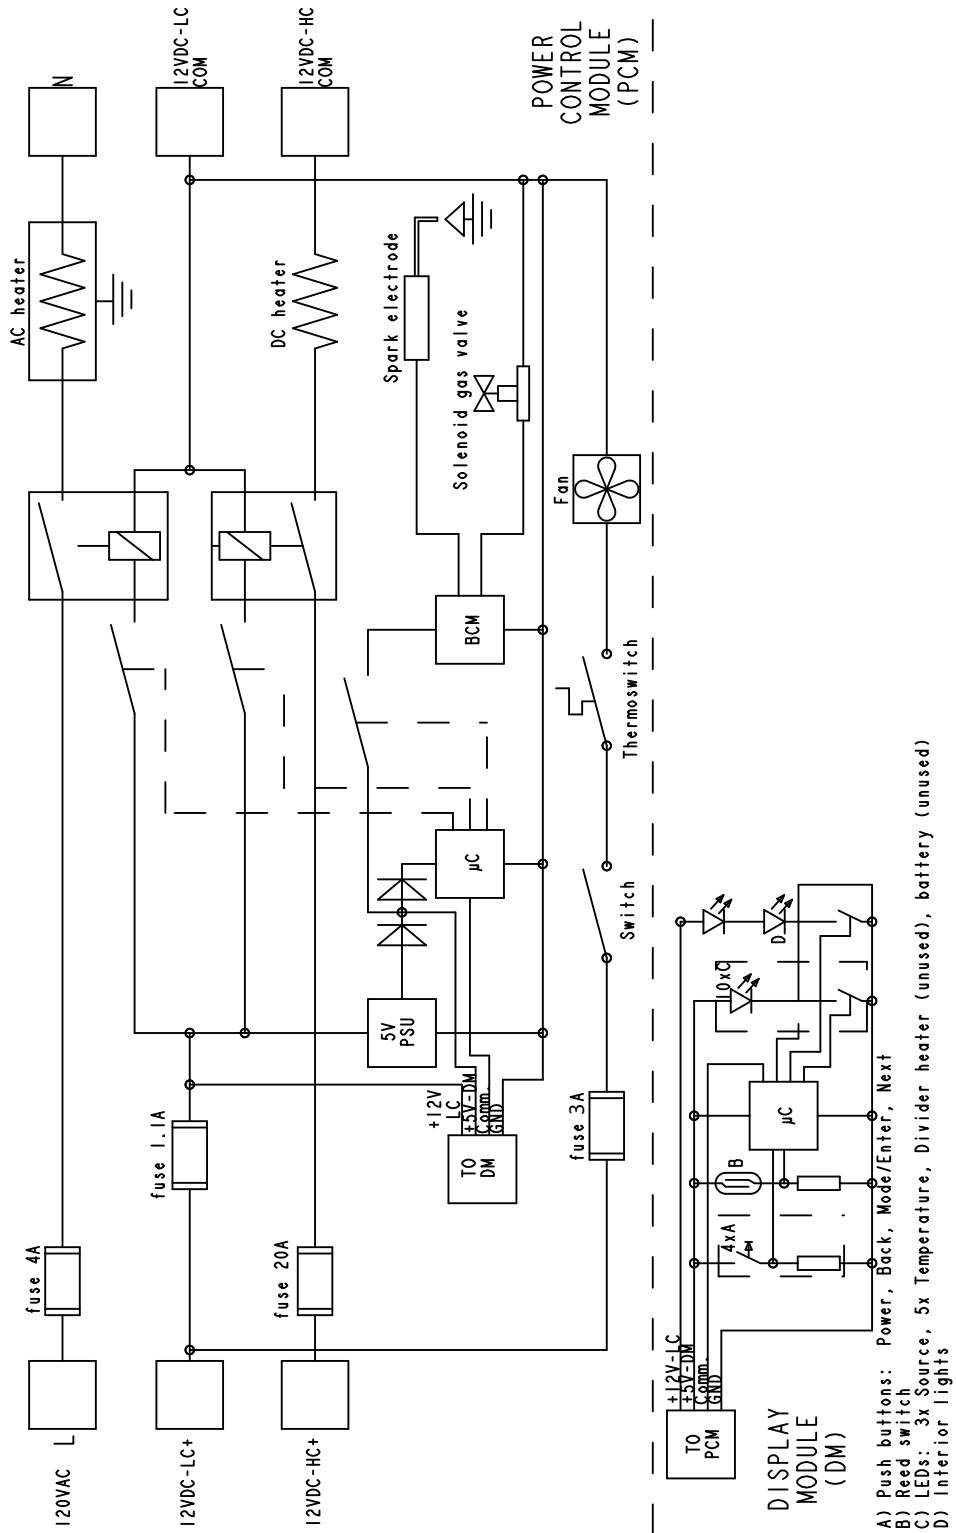 120VAC
L
fuse 4A
AC heater
N
12VDC-LC+
fuse 1.1A
12VDC-LC
COM
12VDC-HC+
fuse 20A
DC heater
12VDC-HC
COM
5V
PSU
µC
BCM
Spark electrode
Solenoid gas valve
TO
DM
+12V
LC
+5V-DM
Comm.
GND
fuse 3A
Switch
Thermoswitch
Fan
POWER
CONTROL
MODULE
(PCM)
TO
PCM
+12V-LC
+5V-DM
Comm.
GND
4xA
B
µC
10xC
D
DISPLAY
MODULE
(DM)
A) Push buttons: Power, Back, Mode/Enter, Next
B) Reed switch
C) LEDs: 3x Source, 5x Temperature, Divider heater (unused), battery (unused)
D) Interior lights